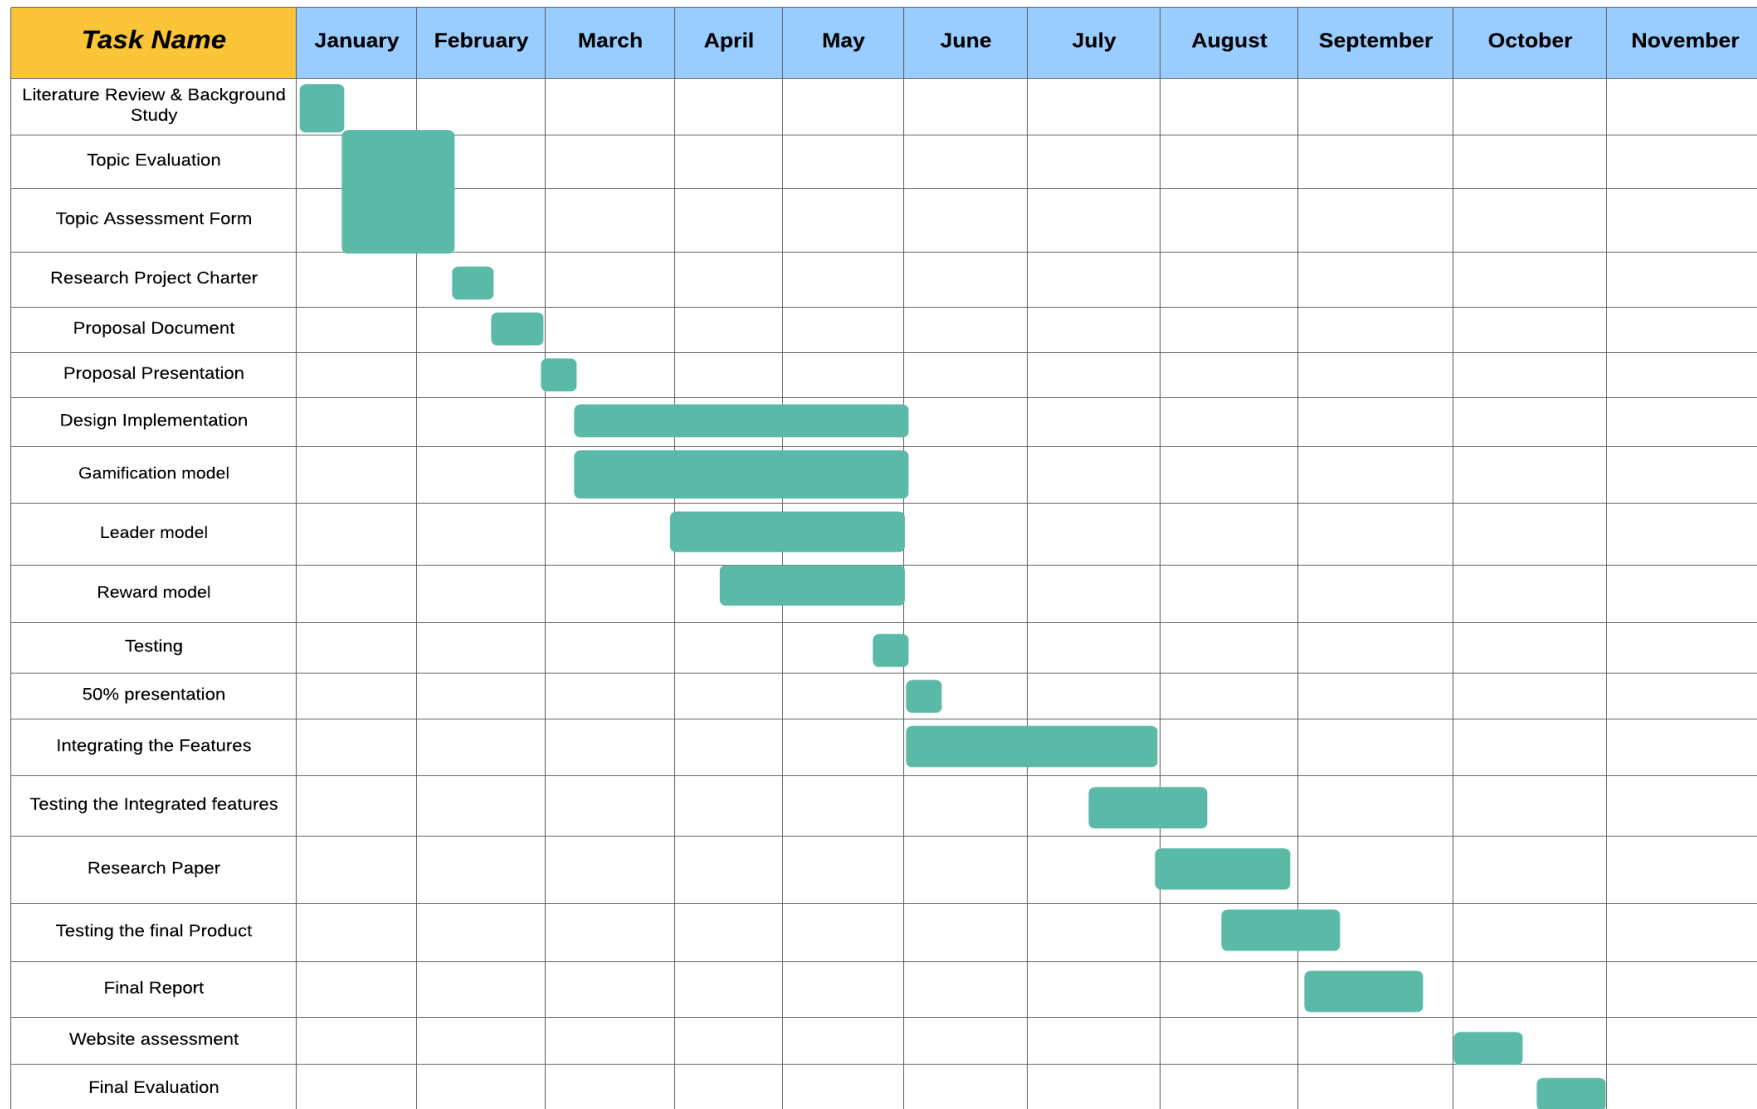 Task Name January February March April May June July August September October November
Literature Review & Background
Study
Topic Evaluation
Topic Assessment Form
Research Project Charter
Proposal Document
Proposal Presentation
Design Implementation
Gamification model
Leader model
Reward model
Testing
50% presentation
Integrating the Features
Testing the Integrated features
Research Paper
Testing the final Product
Final Report
Website assessment
Final Evaluation